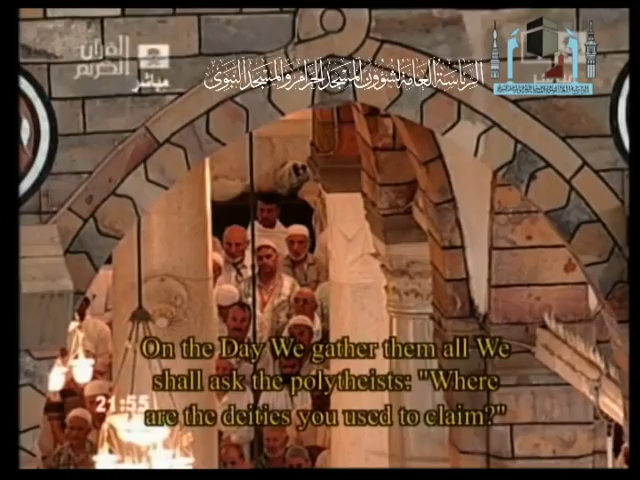 القرآن
الكريم
مباشر
الرئاسة العامة لشؤون المسجد الحرام والمسجد النبوي
On the Day We gather them all We
shall ask the polytheists: "Where
are the deities you used to claim?"
21:55